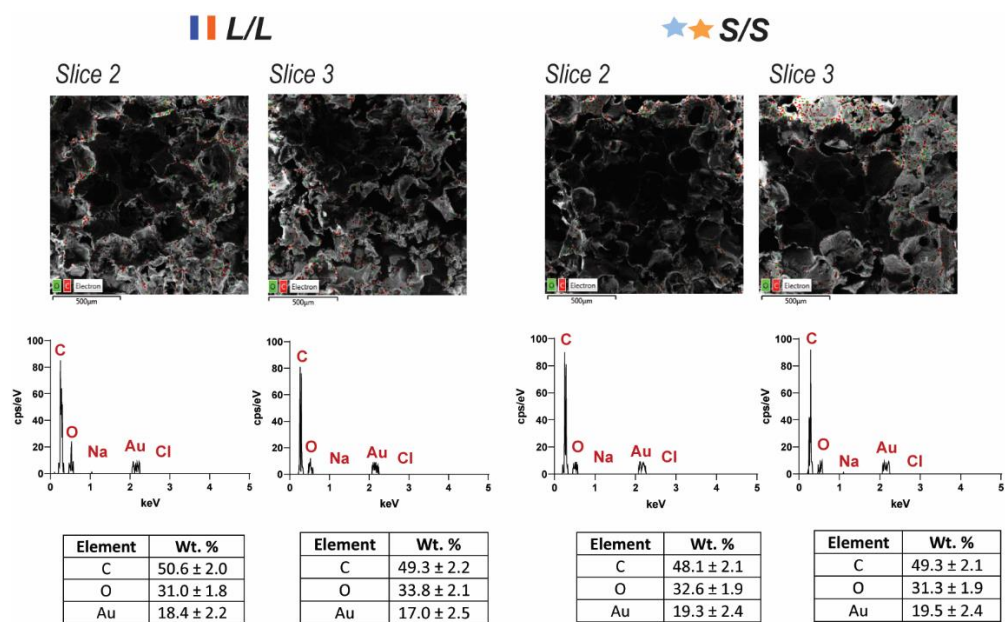 L/L
S/S
Slice 2
Slice 3
Slice 2
Slice 3
O C Electron
500µm
O C Electron
500µm
O C Electron
500µm
O C Electron
500µm
cps/eV
100
80
60
40
20
0
C
O
Na
Au
Cl
0 1 2 3 4 5
keV
100
80
60
40
20
0
C
O
Na
Au
Cl
0 1 2 3 4 5
keV
cps/eV
100
80
60
40
20
0
C
O
Na
Au
Cl
0 1 2 3 4 5
keV
100
80
60
40
20
0
C
O
Na
Au
Cl
0 1 2 3 4 5
keV
Element Wt. %
C 50.6 ± 2.0
O 31.0 ± 1.8
Au 18.4 ± 2.2
Element Wt. %
C 49.3 ± 2.2
O 33.8 ± 2.1
Au 17.0 ± 2.5
Element Wt. %
C 48.1 ± 2.1
O 32.6 ± 1.9
Au 19.3 ± 2.4
Element Wt. %
C 49.3 ± 2.1
O 31.3 ± 1.9
Au 19.5 ± 2.4